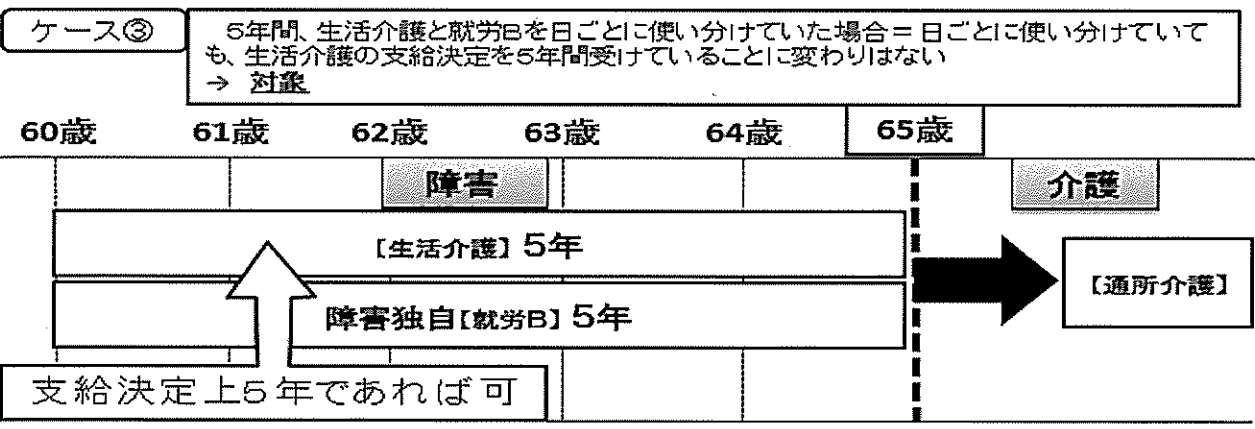 ケース③
5年間、生活介護と就労Bを日ごとに使い分けていた場合＝日ごとに使い分けていて
も、生活介護の支給決定を5年間受けていることに変わりはない
→ 対象
60歳 61歳 62歳 63歳 64歳 65歳
障害 介護
【生活介護】5年
【通所介護】
障害独自【就労B】5年
支給決定上5年であれば可